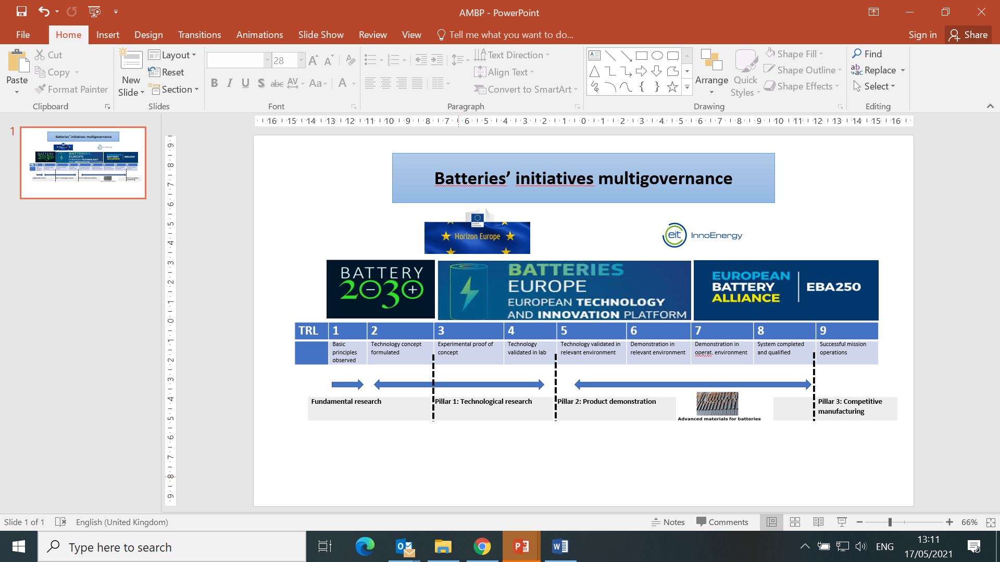 AMBP - PowerPoint
File Home Insert Design Transitions Animations Slide Show Review View Tell me what you want to do... Sign in Share
Paste
Cut
Copy
Format Painter
Clipboard
New Slide
Layout
Reset
Section
Slides
28
B I U S abc AV Aa A
Font
Text Direction
Align Text
Convert to SmartArt
Paragraph
Arrange
Quick Styles
Shape Fill
Shape Outline
Shape Effects
Drawing
Find
Replace
Select
Editing
16 15 14 13 12 11 10 9 8 7 6 5 4 3 2 1 0 1 2 3 4 5 6 7 8 9 10 11 12 13 14 15 16
9 8 7 6 5 4 3 2 1 0 1 2 3 4 5 6 7 8 9
1
Batteries' initiatives multigovernance
Batteries’ initiatives multigovernance
Horizon Europe
eit InnoEnergy
BATTERY
2030
BATTERIES
EUROPE
EUROPEAN TECHNOLOGY
AND INNOVATION PLATFORM
EUROPEAN
BATTERY
ALLIANCE
EBA250
TRL 1 2 3 4 5 6 7 8 9
Basic
principles
observed
Technology concept
formulated
Experimental proof of
concept
Technology
validated in lab
Technology validated in
relevant environment
Demonstration in
relevant environment
Demonstration in
operat. environment
System completed
and qualified
Successful mission
operations
Fundamental research
Pillar 1: Technological research
Pillar 2: Product demonstration
Advanced materials for batteries
Pillar 3: Competitive
manufacturing
Slide 1 of 1 English (United Kingdom) Notes Comments 66%
Type here to search
ENG
13:11
17/05/2021